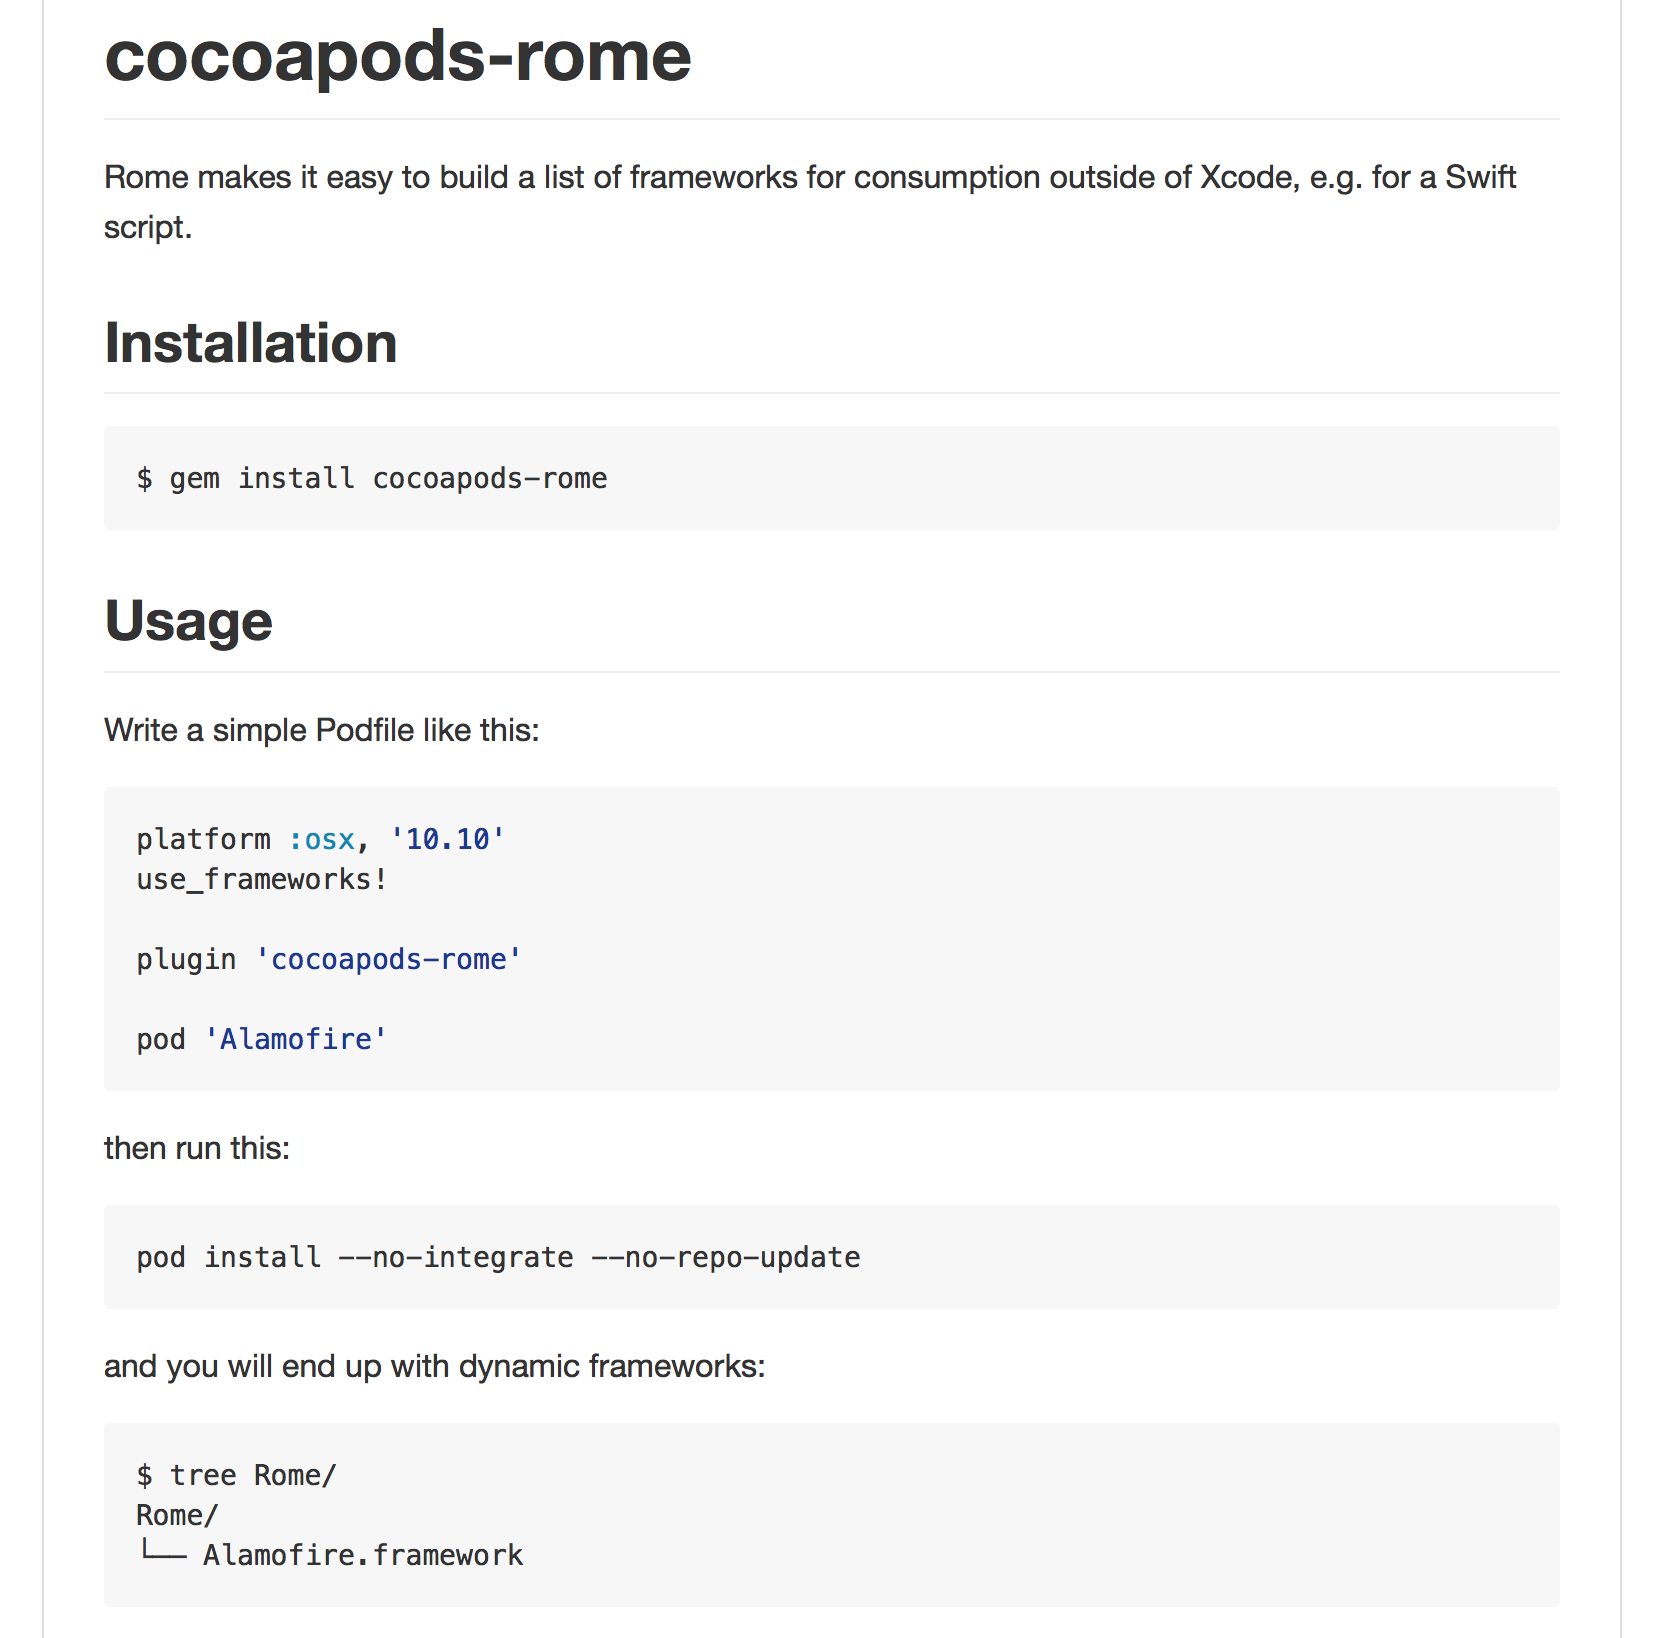 cocoapods-rome
Rome makes it easy to build a list of frameworks for consumption outside of Xcode, e.g. for a Swift
script.
Installation
$ gem install cocoapods-rome
Usage
Write a simple Podfile like this:
platform :osx, '10.10'
use_frameworks!
plugin 'cocoapods-rome'
pod 'Alamofire'
then run this:
pod install --no-integrate --no-repo-update
and you will end up with dynamic frameworks:
$ tree Rome/
Rome/
└── Alamofire.framework